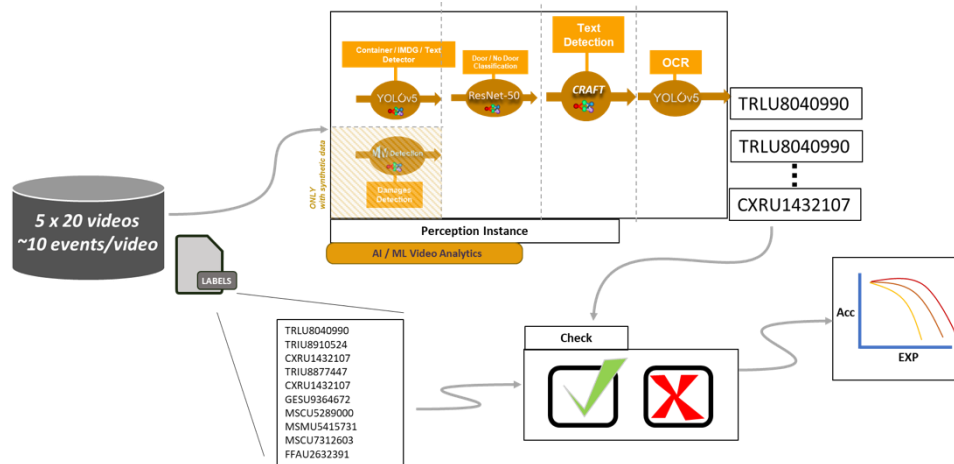 Container / IMDG / Text
Detector
YOLOv5
Door / No Door
Classification
ResNet-50
Text
Detection
CRAFT
OCR
YOLOv5
TRLU8040990
TRLU8040990
CXRU1432107
ONLY
with synthetic data
Detection
Damages
Detection
Perception Instance
AI / ML Video Analytics
5 x 20 videos
~10 events/video
LABELS
TRLU8040990
TRIU8910524
CXRU1432107
TRIU8877447
CXRU1432107
GESU9364672
MSCU5289000
MSMU5415731
MSCU7312603
FFAU2632391
Check
Acc
EXP